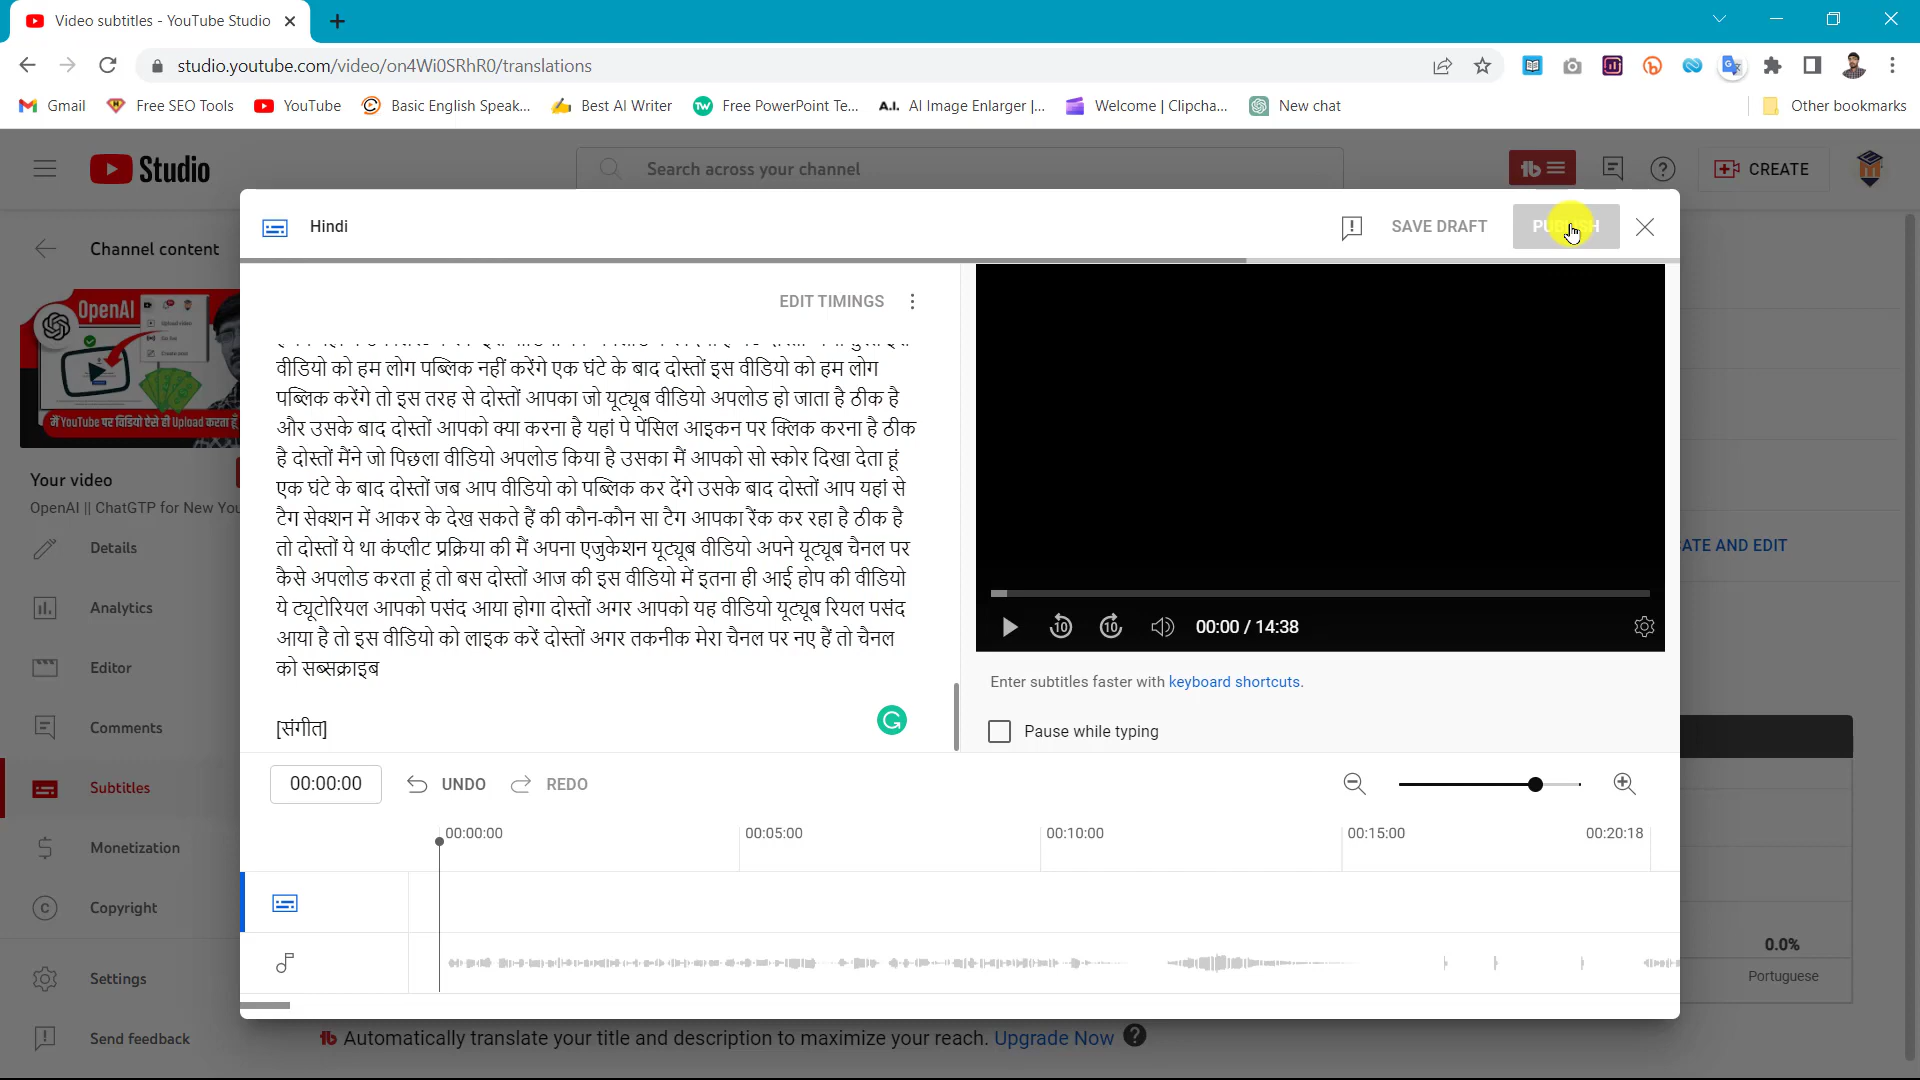 Video subtitles - YouTube Studio
studio.youtube.com/video/on4Wi0SRhR0/translations
Gmail
Free SEO Tools
YouTube
Basic English Speak...
Best AI Writer
Free PowerPoint Te...
A.I. AI Image Enlarger |...
Welcome | Clipcha...
New chat
Other bookmarks
Studio
Search across your channel
CREATE
Channel content
OpenAI
मैं YouTube पर विडियो ऐसे ही Upload करता हूँ
Your video
OpenAI || ChatGTP for New You
Details
Analytics
Editor
Comments
Subtitles
Monetization
Copyright
Settings
Send feedback
Hindi
SAVE DRAFT
EDIT TIMINGS
वीडियो को हम लोग पब्लिक नहीं करेंगे एक घंटे के बाद दोस्तों इस वीडियो को हम लोग
पब्लिक करेंगे तो इस तरह से दोस्तों आपका जो यूट्यूब वीडियो अपलोड हो जाता है ठीक है
और उसके बाद दोस्तों आपको क्या करना है यहां पे पेंसिल आइकन पर क्लिक करना है ठीक
है दोस्तों मैंने जो पिछला वीडियो अपलोड किया है उसका मैं आपको सो स्कोर दिखा देता हूं
एक घंटे के बाद दोस्तों जब आप वीडियो को पब्लिक कर देंगे उसके बाद दोस्तों आप यहां से
टैग सेक्शन में आकर के देख सकते हैं की कौन-कौन सा टैग आपका रैंक कर रहा है ठीक है
तो दोस्तों ये था कंप्लीट प्रक्रिया की मैं अपना एजुकेशन यूट्यूब वीडियो अपने यूट्यूब चैनल पर
कैसे अपलोड करता हूं तो बस दोस्तों आज की इस वीडियो में इतना ही आई होप की वीडियो
ये ट्यूटोरियल आपको पसंद आया होगा दोस्तों अगर आपको यह वीडियो यूट्यूब रियल पसंद
आया है तो इस वीडियो को लाइक करें दोस्तों अगर तकनीक मेरा चैनल पर नए हैं तो चैनल
को सब्सक्राइब
[संगीत]
00:00 / 14:38
Enter subtitles faster with keyboard shortcuts.
Pause while typing
00:00:00
UNDO
REDO
00:00:00
00:05:00
00:10:00
00:15:00
00:20:18
ATE AND EDIT
0.0%
Portuguese
Automatically translate your title and description to maximize your reach. Upgrade Now